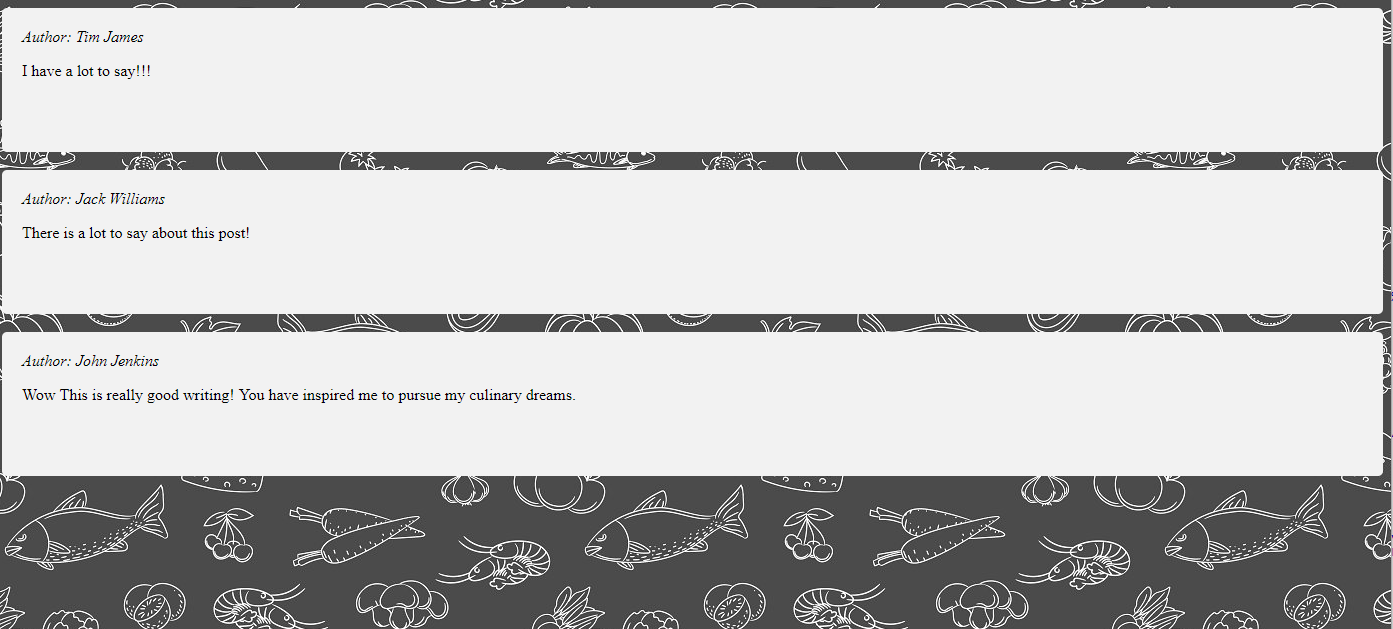 Author: Tim James
I have a lot to say!!!
Author: Jack Williams
There is a lot to say about this post!
Author: John Jenkins
Wow This is really good writing! You have inspired me to pursue my culinary dreams.